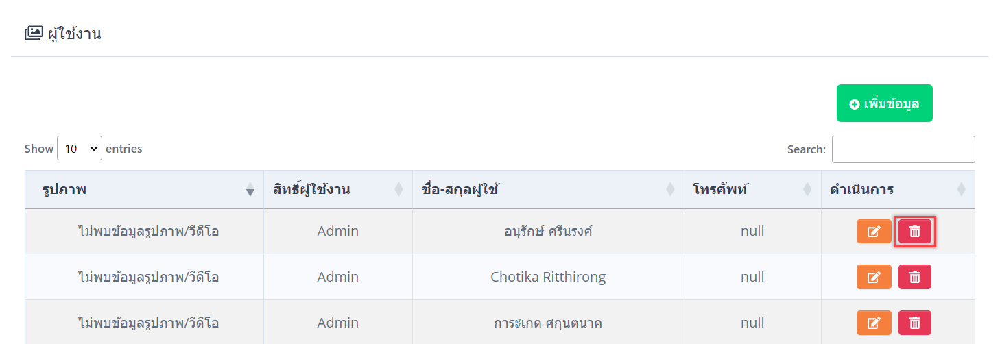 ผู้ใช้งาน
เพิ่มข้อมูล
Show 10 entries Search:
รูปภาพ สิทธิ์ผู้ใช้งาน ชื่อ-สกุลผู้ใช้ โทรศัพท์ ดำเนินการ
ไม่พบข้อมูลรูปภาพ/วีดีโอ Admin อนุรักษ์ ศรีนรงค์ null
ไม่พบข้อมูลรูปภาพ/วีดีโอ Admin Chotika Ritthirong null
ไม่พบข้อมูลรูปภาพ/วีดีโอ Admin การะเกด ศกุนตนาค null